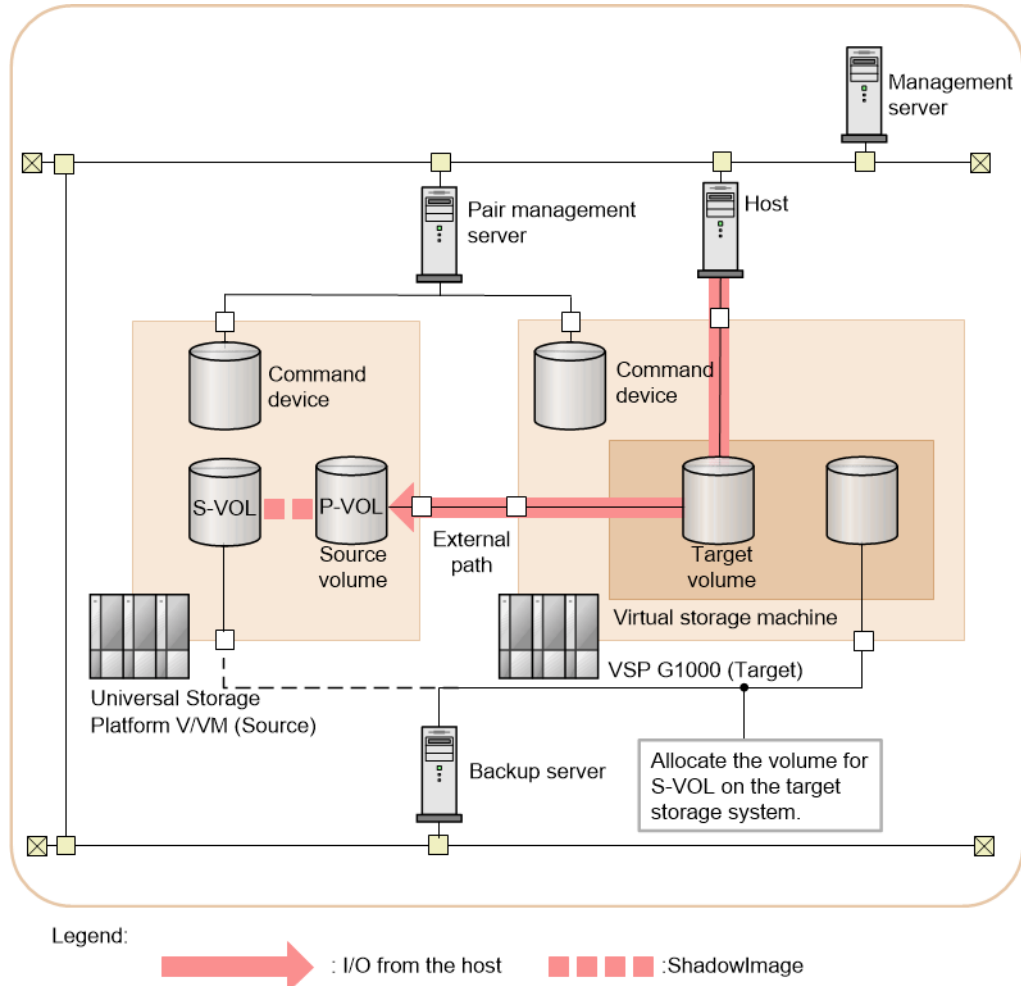 Management
server
Pair management
server
Host
Command
device
Command
device
S-VOL
P-VOL
Source
volume
External
path
Target
volume
Virtual storage machine
Universal Storage
Platform V/VM (Source)
VSP G1000 (Target)
Backup server
Allocate the volume for
S-VOL on the target
storage system.
Legend:
: I/O from the host
:ShadowImage